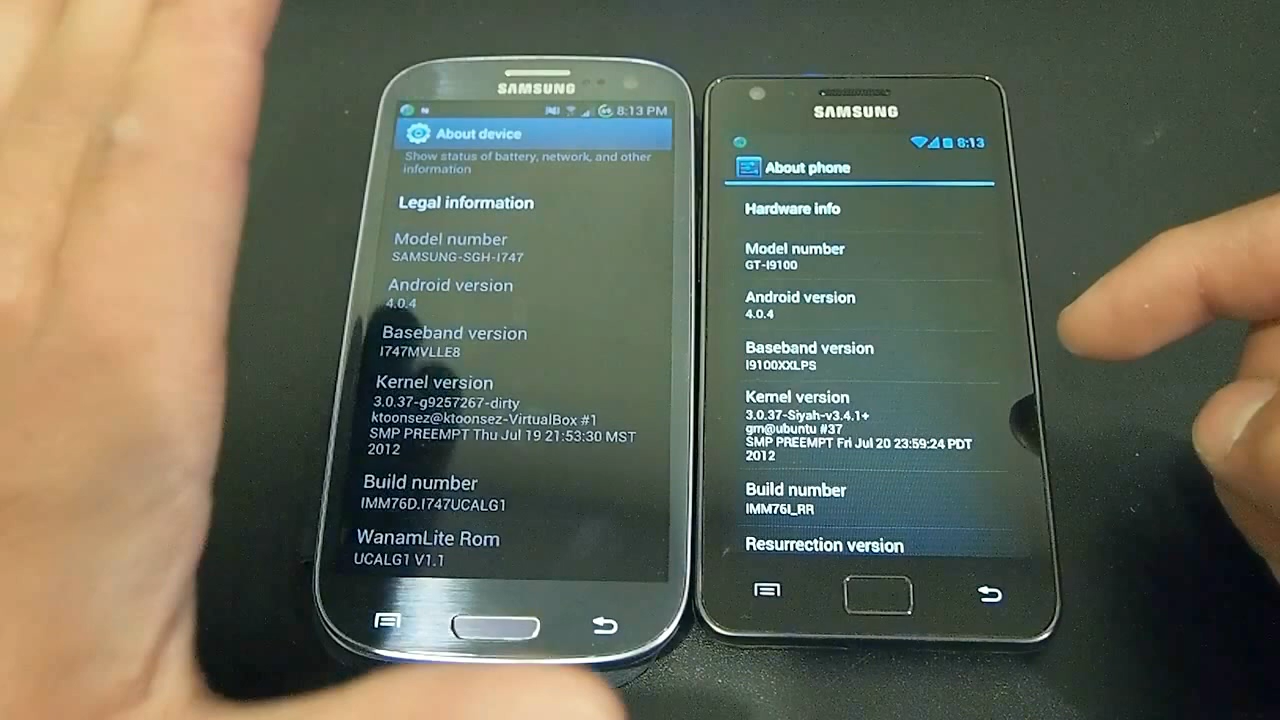 SAMSUNG
8:13 PM
About device
Show status of battery, network, and other
information
Legal information
Model number
SAMSUNG-SGH-I747
Android version
4.0.4
Baseband version
I747MVLLE8
Kernel version
3.0.37-g9257267-dirty
ktoonsez@ktoonsez-VirtualBox #1
SMP PREEMPT Thu Jul 19 21:53:30 MST
2012
Build number
IMM76D.I747UCALG1
WanamLite Rom
UCALG1 V1.1
SAMSUNG
8:13
About phone
Hardware info
Model number
GT-I9100
Android version
4.0.4
Baseband version
I9100XXLPS
Kernel version
3.0.37-Siyah-v3.4.1+
gm@ubuntu #37
SMP PREEMPT Fri Jul 20 23:59:24 PDT
2012
Build number
IMM76L_RR
Resurrection version